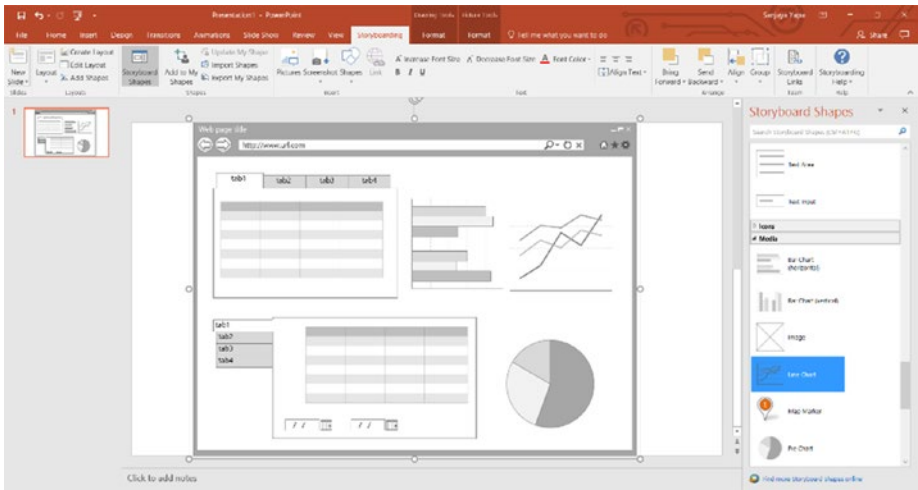 Presentation1 - PowerPoint
Drawing Tools
Picture Tools
Sanjaya Yapa
File Home Insert Design Transitions Animations Slide Show Review View Storyboarding Format Format Tell me what you want to do
Share
New Slide
Layout
Create Layout
Edit Layout
Add Shapes
Storyboard Shapes
Add to My Shapes
Update My Shape
Import Shapes
Export My Shapes
Pictures Screenshot Shapes Link
Increase Font Size Decrease Font Size Font Color
B I U
Align Text
Bring Forward
Send Backward
Align Group
Storyboard Links
Storyboarding Help
Slides Layouts Shapes Insert Text Arrange Team Help
1
Web page title
http://www.url.com
tab1 tab2 tab3 tab4
tab1
tab2
tab3
tab4
/ / / /
Click to add notes
Storyboard Shapes
Search Storyboard Shapes (Ctrl+Alt+S)
Text Area
Text Input
Icons
Media
Bar Chart (horizontal)
Bar Chart (vertical)
Image
Line Chart
Map Marker
Pie Chart
Find more storyboard shapes online